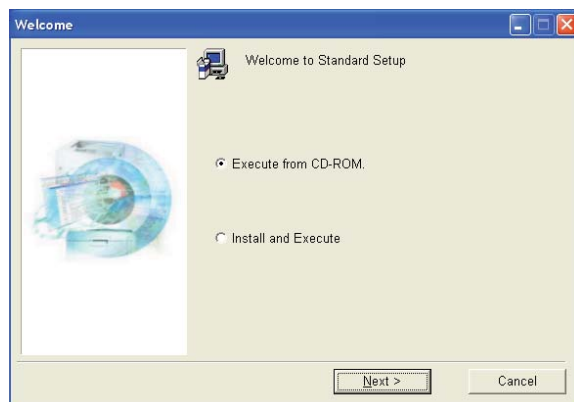 Welcome
Welcome to Standard Setup
Execute from CD-ROM.
Install and Execute
Next >
Cancel